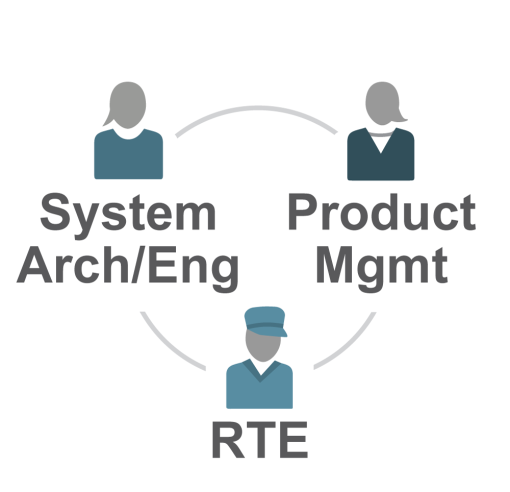 System
Arch/Eng
Product
Mgmt
RTE